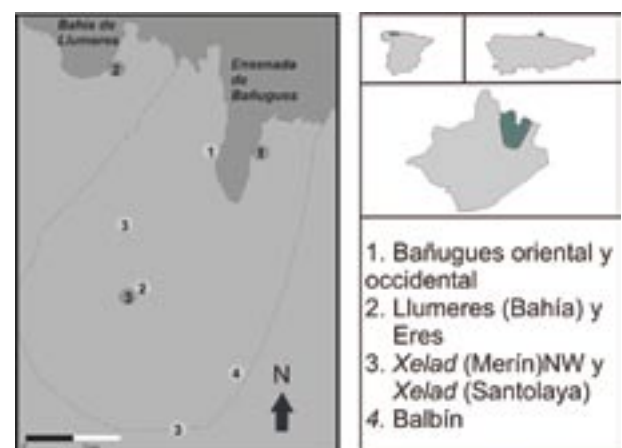 Bahía de
Llumeres
2
Ensenada
de
Bañugues
1
3
2
3
4
N
3
1. Bañugues oriental y
occidental
2. Llumeres (Bahía) y
Eres
3. Xelad (Merín)NW y
Xelad (Santolaya)
4. Balbín